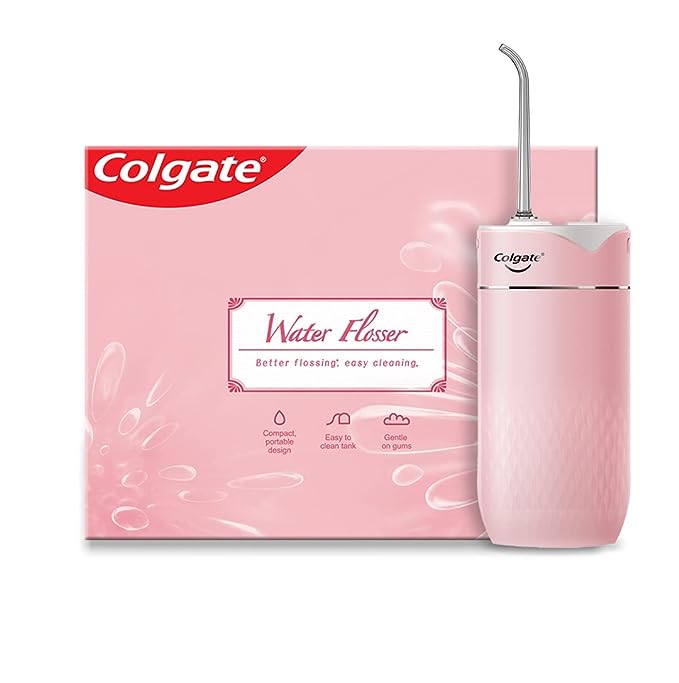 Colgate®
Water Flosser
Better flossing*, easy cleaning.
Compact,
portable
design
Easy to
clean tank
Gentle
on gums
Colgate®